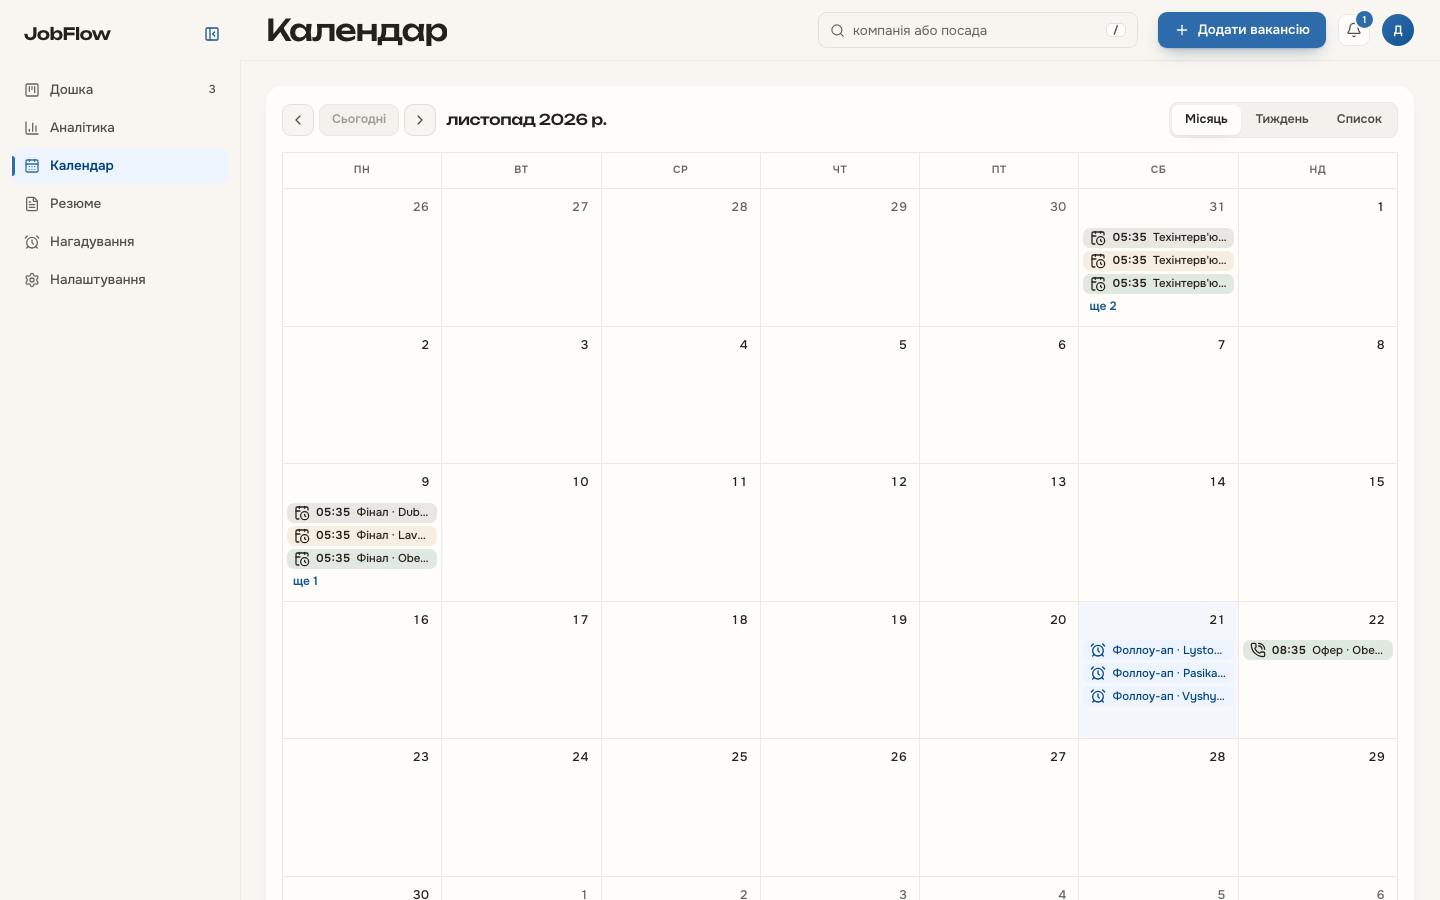 JobFlow
Календар
компанія або посада
/
Додати вакансію
1
Д
Дошка 3
Аналітика
Календар
Резюме
Нагадування
Налаштування
Сьогодні
листопад 2026 р.
Місяць Тиждень Список
ПН ВТ СР ЧТ ПТ СБ НД
26 27 28 29 30 31 1
05:35 Техінтерв'ю...
05:35 Техінтерв'ю...
05:35 Техінтерв'ю...
ще 2
2 3 4 5 6 7 8
9 10 11 12 13 14 15
05:35 Фінал · Dub...
05:35 Фінал · Lav...
05:35 Фінал · Obe...
ще 1
16 17 18 19 20 21 22
Фоллоу-ап · Lysto...
Фоллоу-ап · Pasika...
Фоллоу-ап · Vyshy...
08:35 Офер · Obe...
23 24 25 26 27 28 29
30 1 2 3 4 5 6